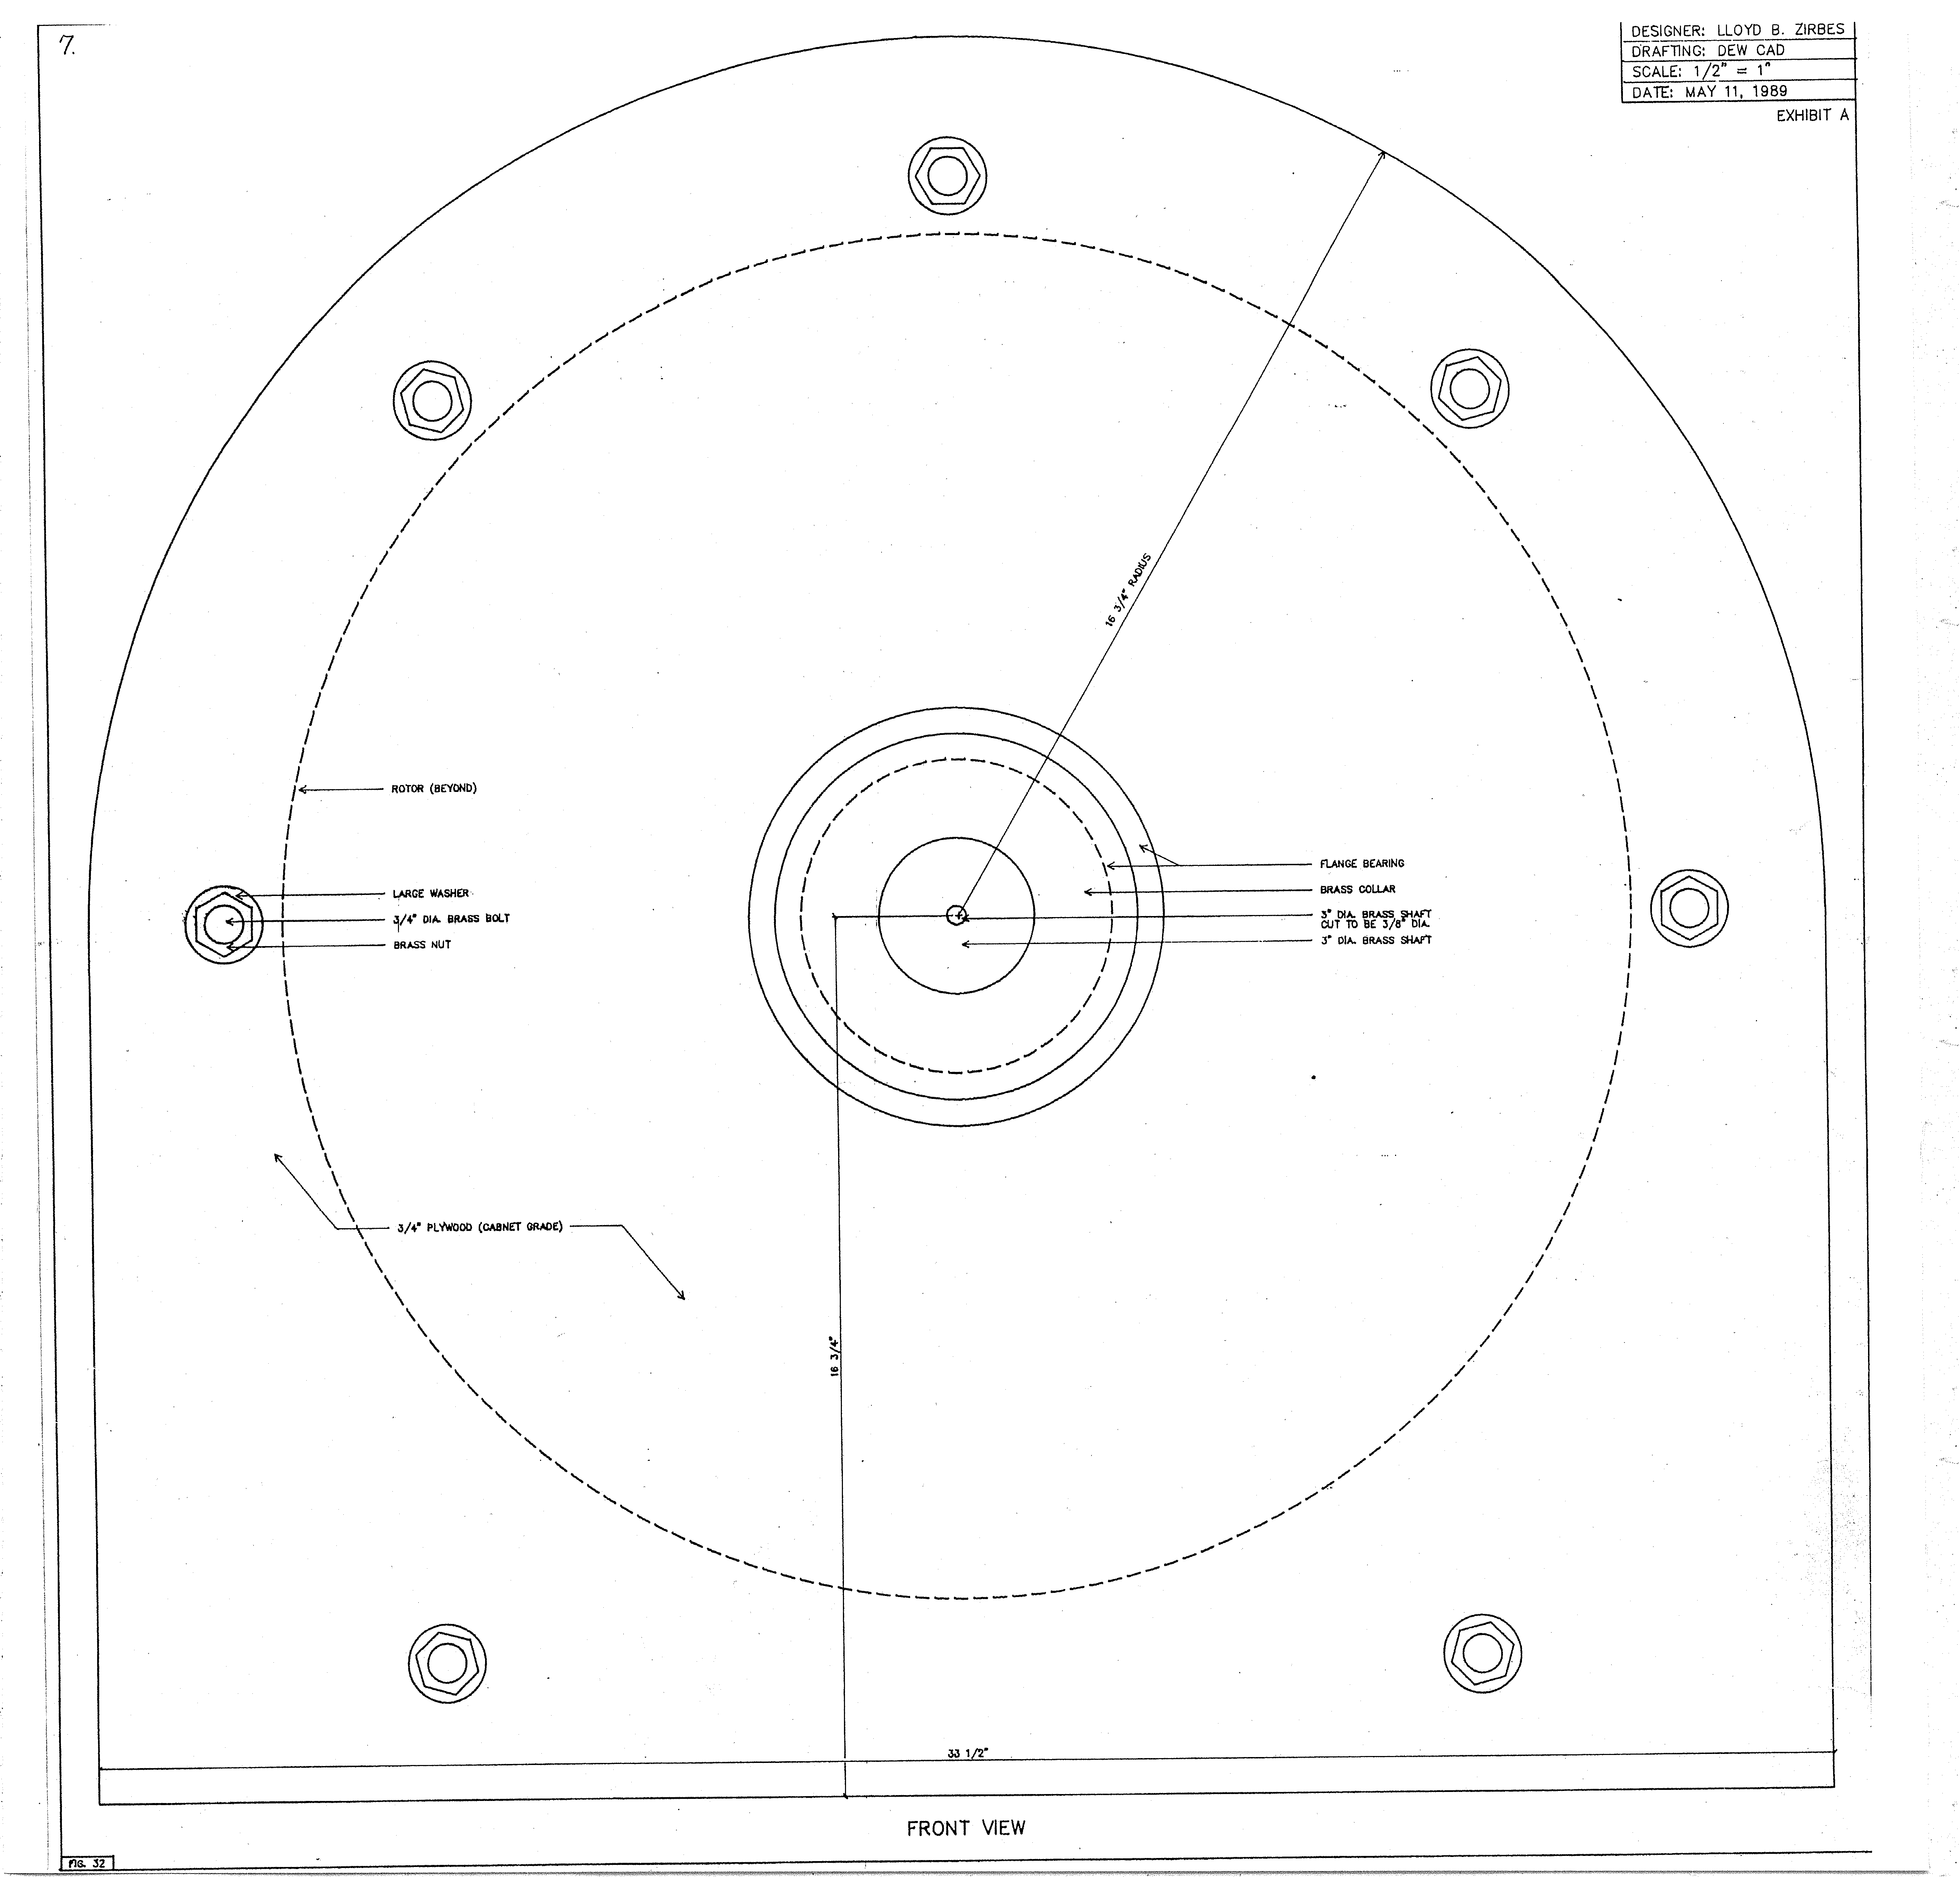 7.
DESIGNER: LLOYD B. ZIRBES
DRAFTING: DEW CAD
SCALE: 1/2" = 1"
DATE: MAY 11, 1989
EXHIBIT A
16 3/4" RADIUS
ROTOR (BEYOND)
LARGE WASHER
3/4" DIA. BRASS BOLT
BRASS NUT
FLANGE BEARING
BRASS COLLAR
3" DIA. BRASS SHAFT
CUT TO BE 3/8" DIA.
3" DIA. BRASS SHAFT
3/4" PLYWOOD (CABNET GRADE)
16 3/4"
33 1/2"
FRONT VIEW
FIG. 32